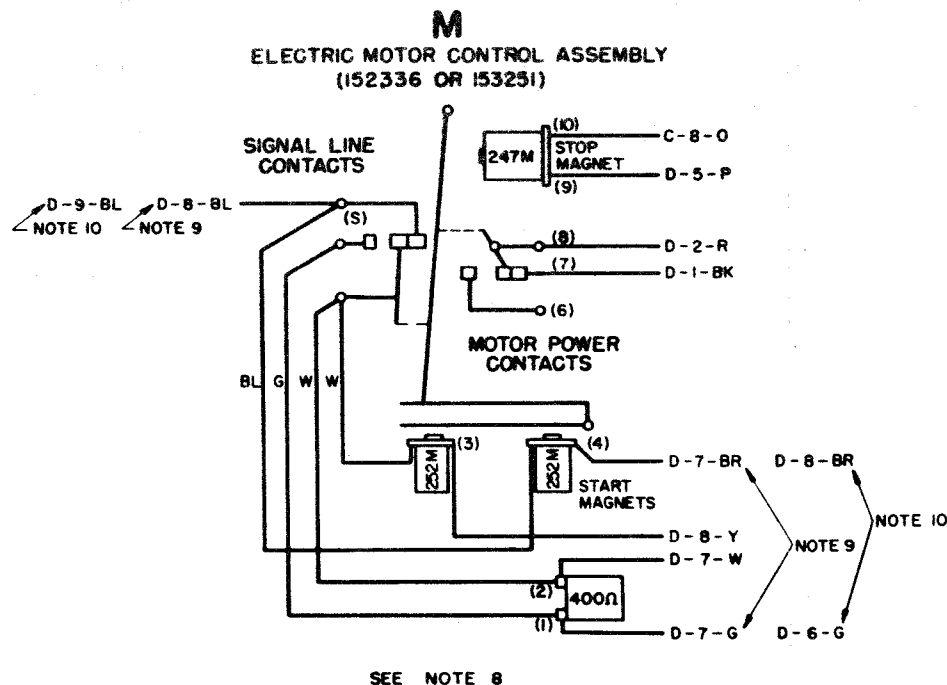 M
ELECTRIC MOTOR CONTROL ASSEMBLY
(152,336 OR 153251)
SIGNAL LINE
CONTACTS
(10)
C-8-O
247M
STOP
MAGNET
D-5-P
(9)
D-9-BL
D-8-BL
(S)
NOTE 10
NOTE 9
(8)
D-2-R
(7)
D-1-BK
(6)
MOTOR POWER
CONTACTS
BL
G
W
W
(3)
(4)
252M
252M
D-7-BR
D-8-BR
START
MAGNETS
NOTE 10
D-8-Y
NOTE 9
D-7-W
(2)
400Ω
(1)
D-7-G
D-6-G
SEE NOTE 8